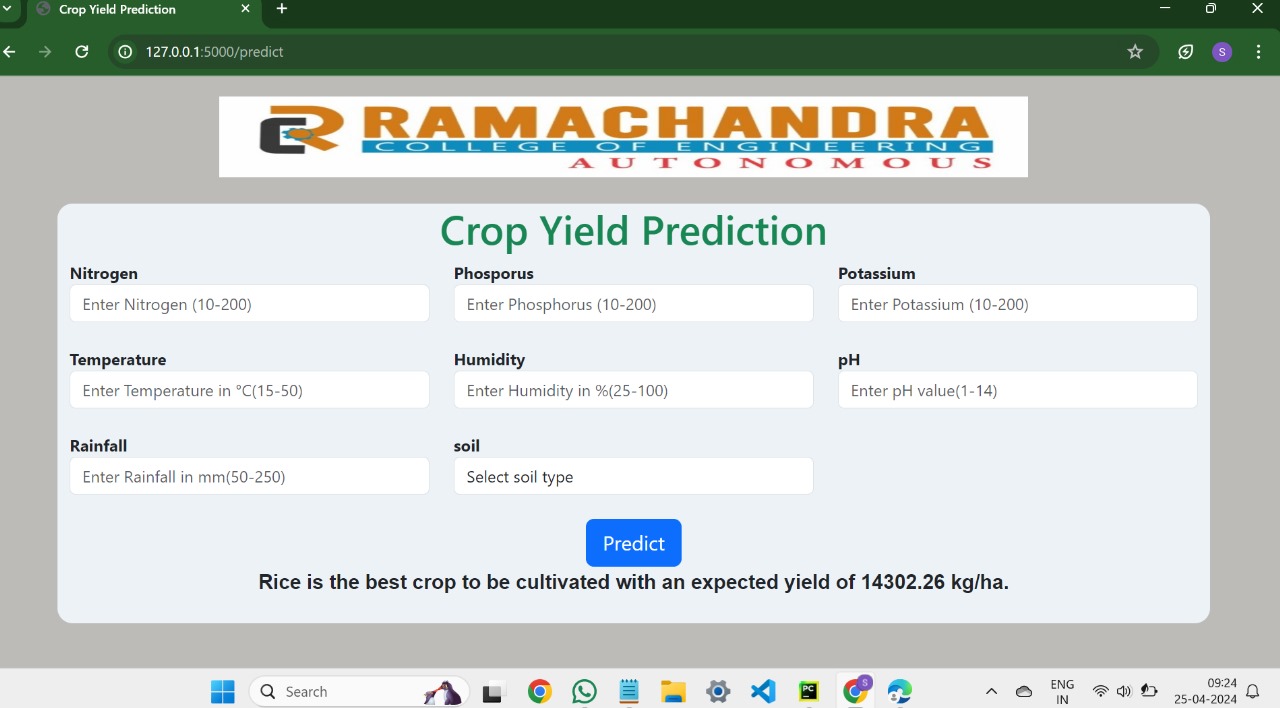 Crop Yield Prediction
127.0.0.1:5000/predict
S
RAMACHANDRA
COLLEGE OF ENGINEERING
AUTONOMOUS
Crop Yield Prediction
Nitrogen Phosporus Potassium
Enter Nitrogen (10-200) Enter Phosphorus (10-200) Enter Potassium (10-200)
Temperature Humidity pH
Enter Temperature in °C(15-50) Enter Humidity in %(25-100) Enter pH value(1-14)
Rainfall soil
Enter Rainfall in mm(50-250) Select soil type
Predict
Rice is the best crop to be cultivated with an expected yield of 14302.26 kg/ha.
Search PC S ENG 09:24
IN 25-04-2024